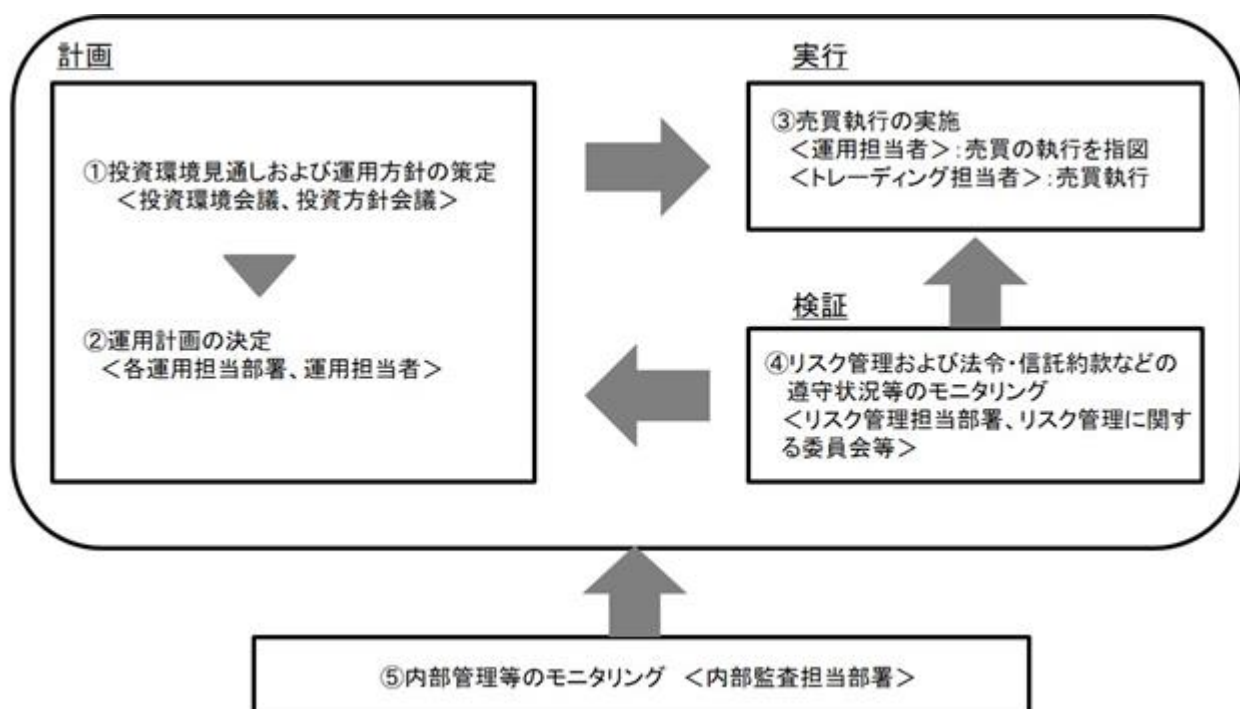 計画
①投資環境見通しおよび運用方針の策定
<投資環境会議、投資方針会議>
②運用計画の決定
<各運用担当部署、運用担当者>
実行
③売買執行の実施
<運用担当者>:売買の執行を指図
<トレーディング担当者>:売買執行
検証
④リスク管理および法令・信託約款などの
遵守状況等のモニタリング
<リスク管理担当部署、リスク管理に関す
る委員会等>
⑤内部管理等のモニタリング <内部監査担当部署>